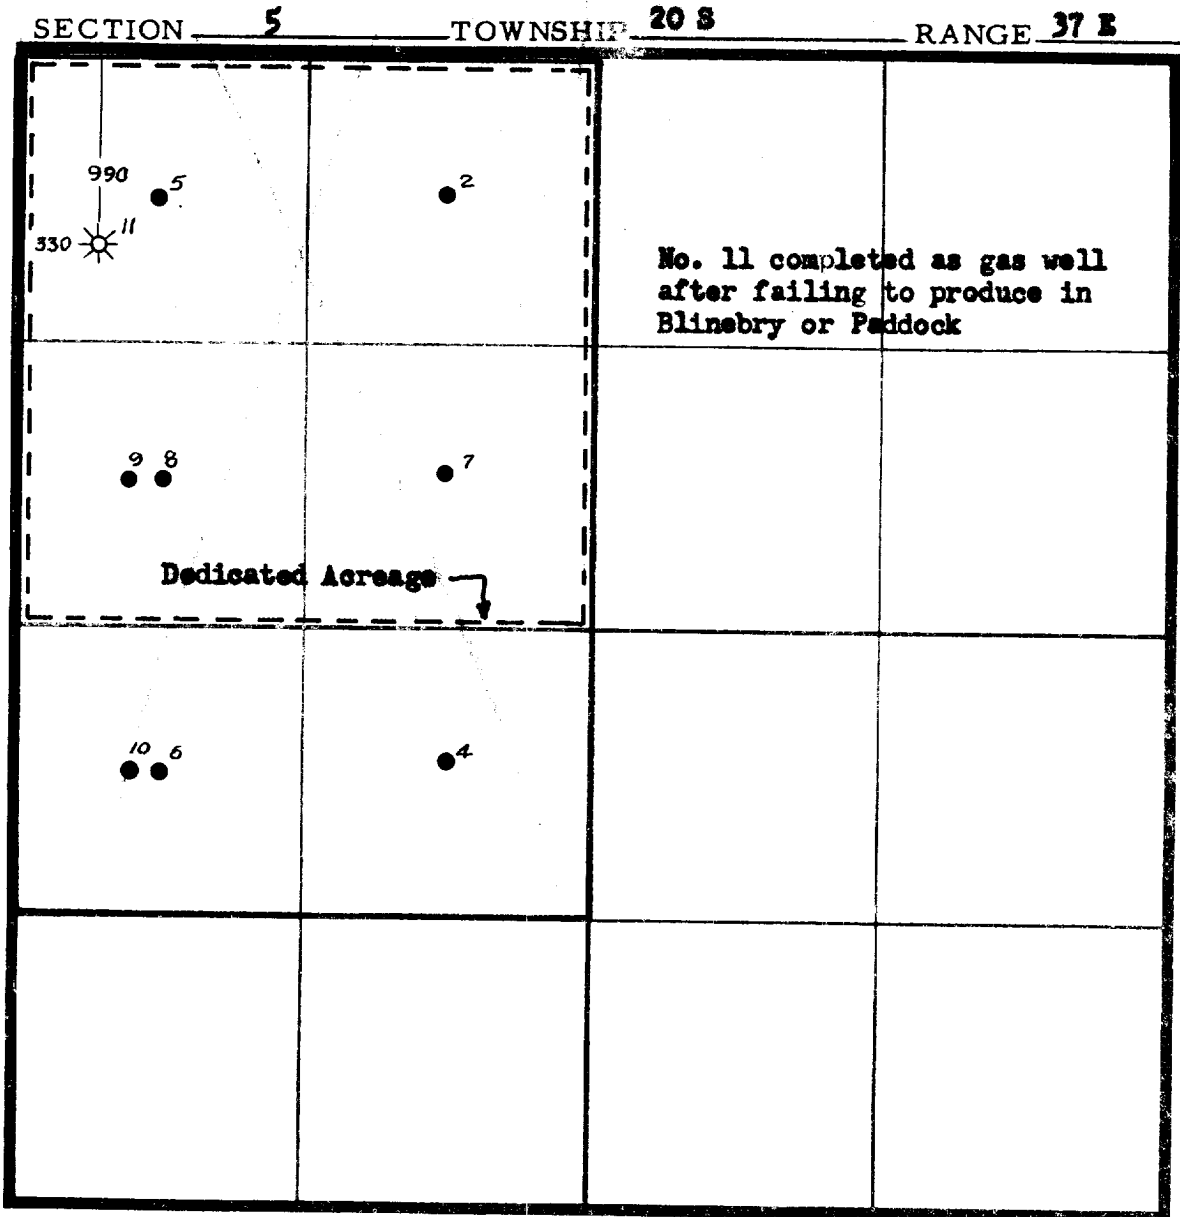 SECTION 5 TOWNSHIP 20 S RANGE 37 E
990
5
2
330
11
No. 11 completed as gas well
after failing to produce in
Blinebry or Paddock
9 8
7
Dedicated Acreage
10 6
4